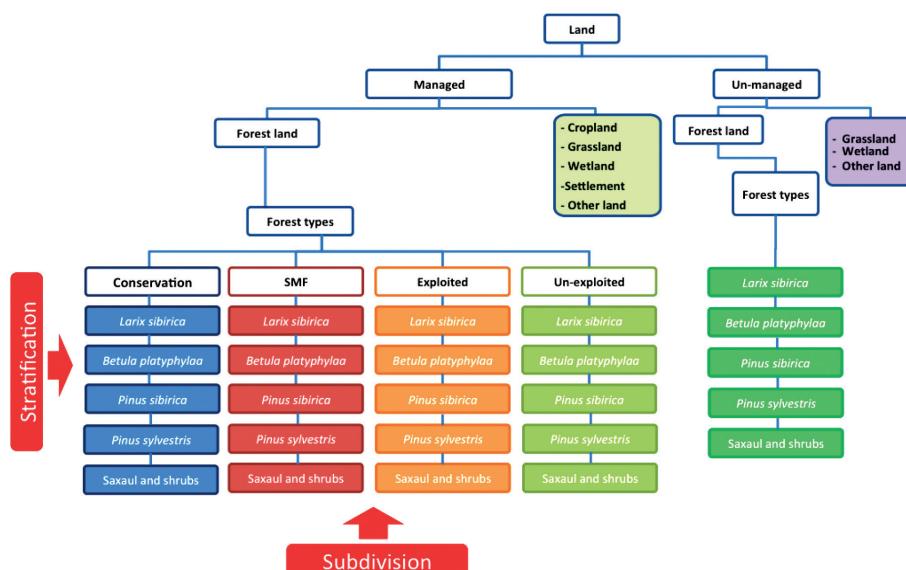 Land
Managed
Un-managed
Forest land
- Cropland
- Grassland
- Wetland
-Settlement
- Other land
Forest land
- Grassland
- Wetland
- Other land
Forest types
Forest types
Stratification
Conservation
SMF
Exploited
Un-exploited
Larix sibirica
Betula platyphylaa
Pinus sibirica
Pinus sylvestris
Saxaul and shrubs
Larix sibirica
Betula platyphylaa
Pinus sibirica
Pinus sylvestris
Saxaul and shrubs
Larix sibirica
Betula platyphylaa
Pinus sibirica
Pinus sylvestris
Saxaul and shrubs
Larix sibirica
Betula platyphylaa
Pinus sibirica
Pinus sylvestris
Saxaul and shrubs
Larix sibirica
Betula platyphylaa
Pinus sibirica
Pinus sylvestris
Saxaul and shrubs
Subdivision